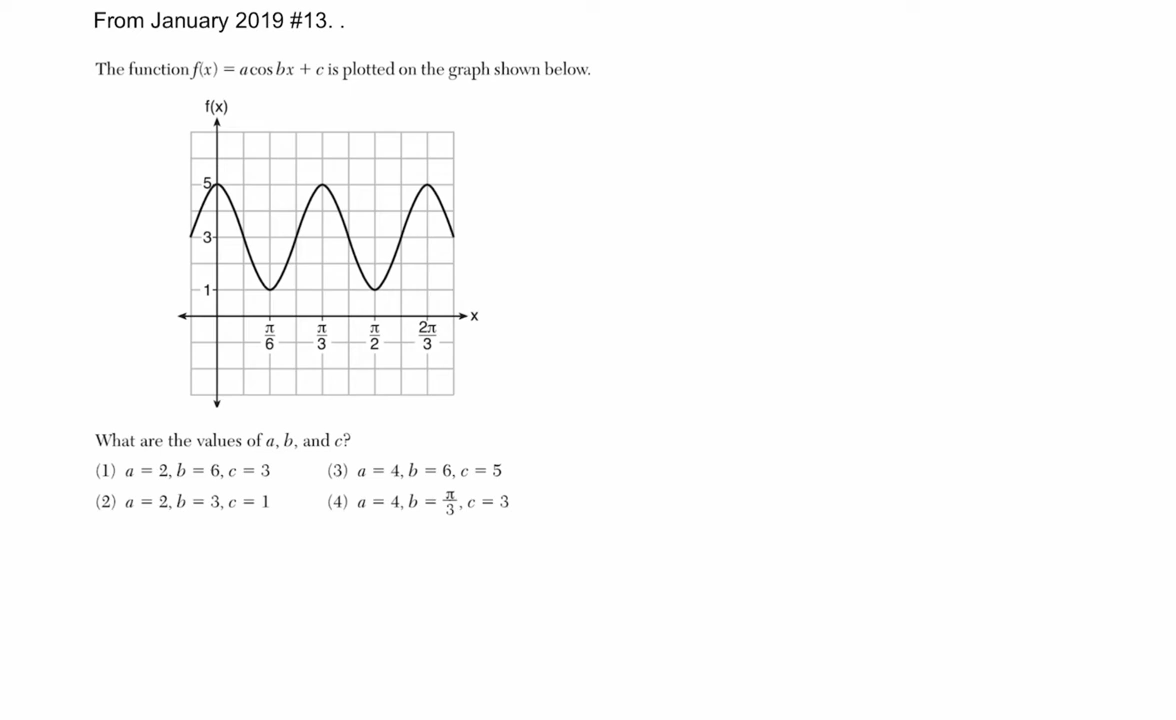 From January 2019 #13. .
The function f(x) = a cos bx + c is plotted on the graph shown below.
f(x)
5
3
1
x
π/6 π/3 π/2 2π/3
What are the values of a, b, and c?
(1) a = 2, b = 6, c = 3 (3) a = 4, b = 6, c = 5
(2) a = 2, b = 3, c = 1 (4) a = 4, b = π/3, c = 3